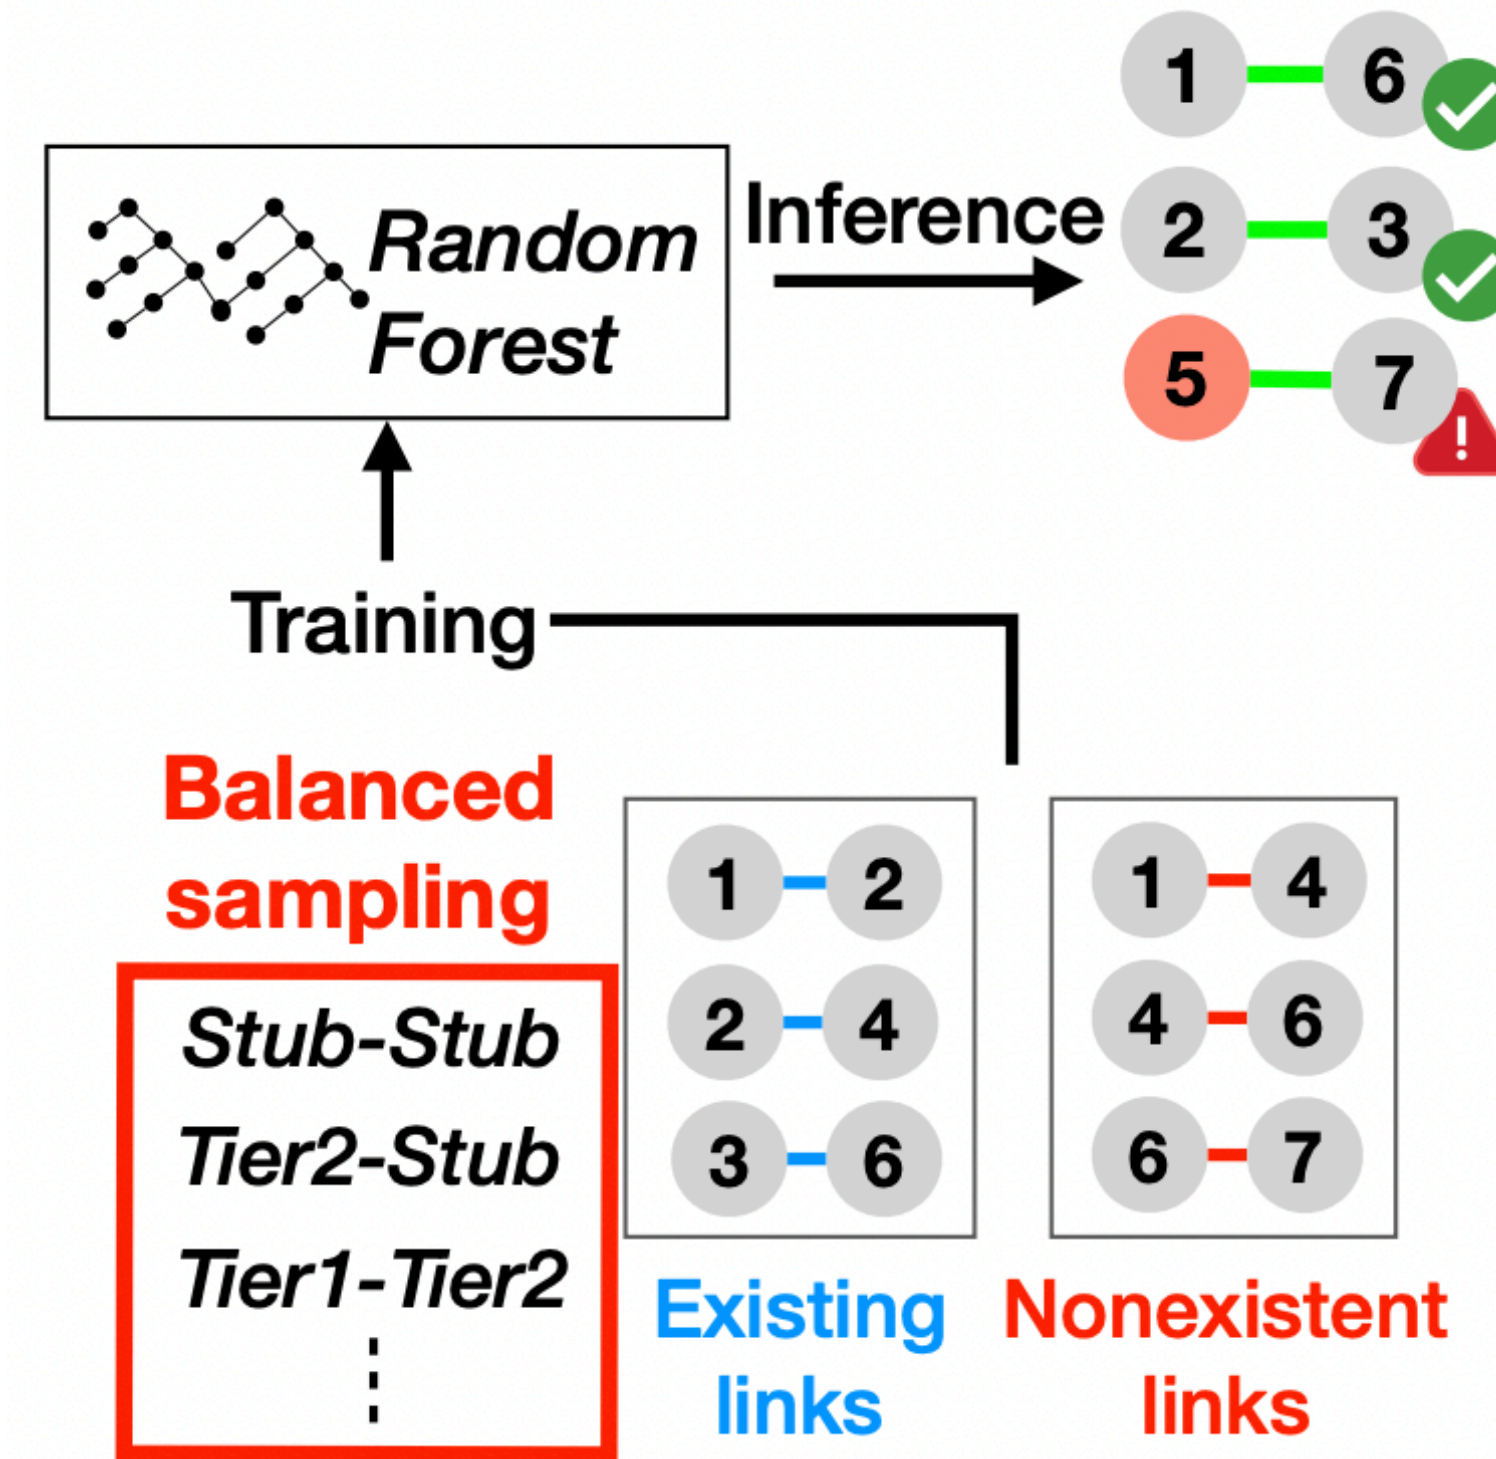 1 6
Inference
2 3
Random
Forest
5 7
!
Training
Balanced
sampling
1 2
1 4
2 4
4 6
3 6
6 7
Stub-Stub
Tier2-Stub
Tier1-Tier2
Existing
links
Nonexistent
links